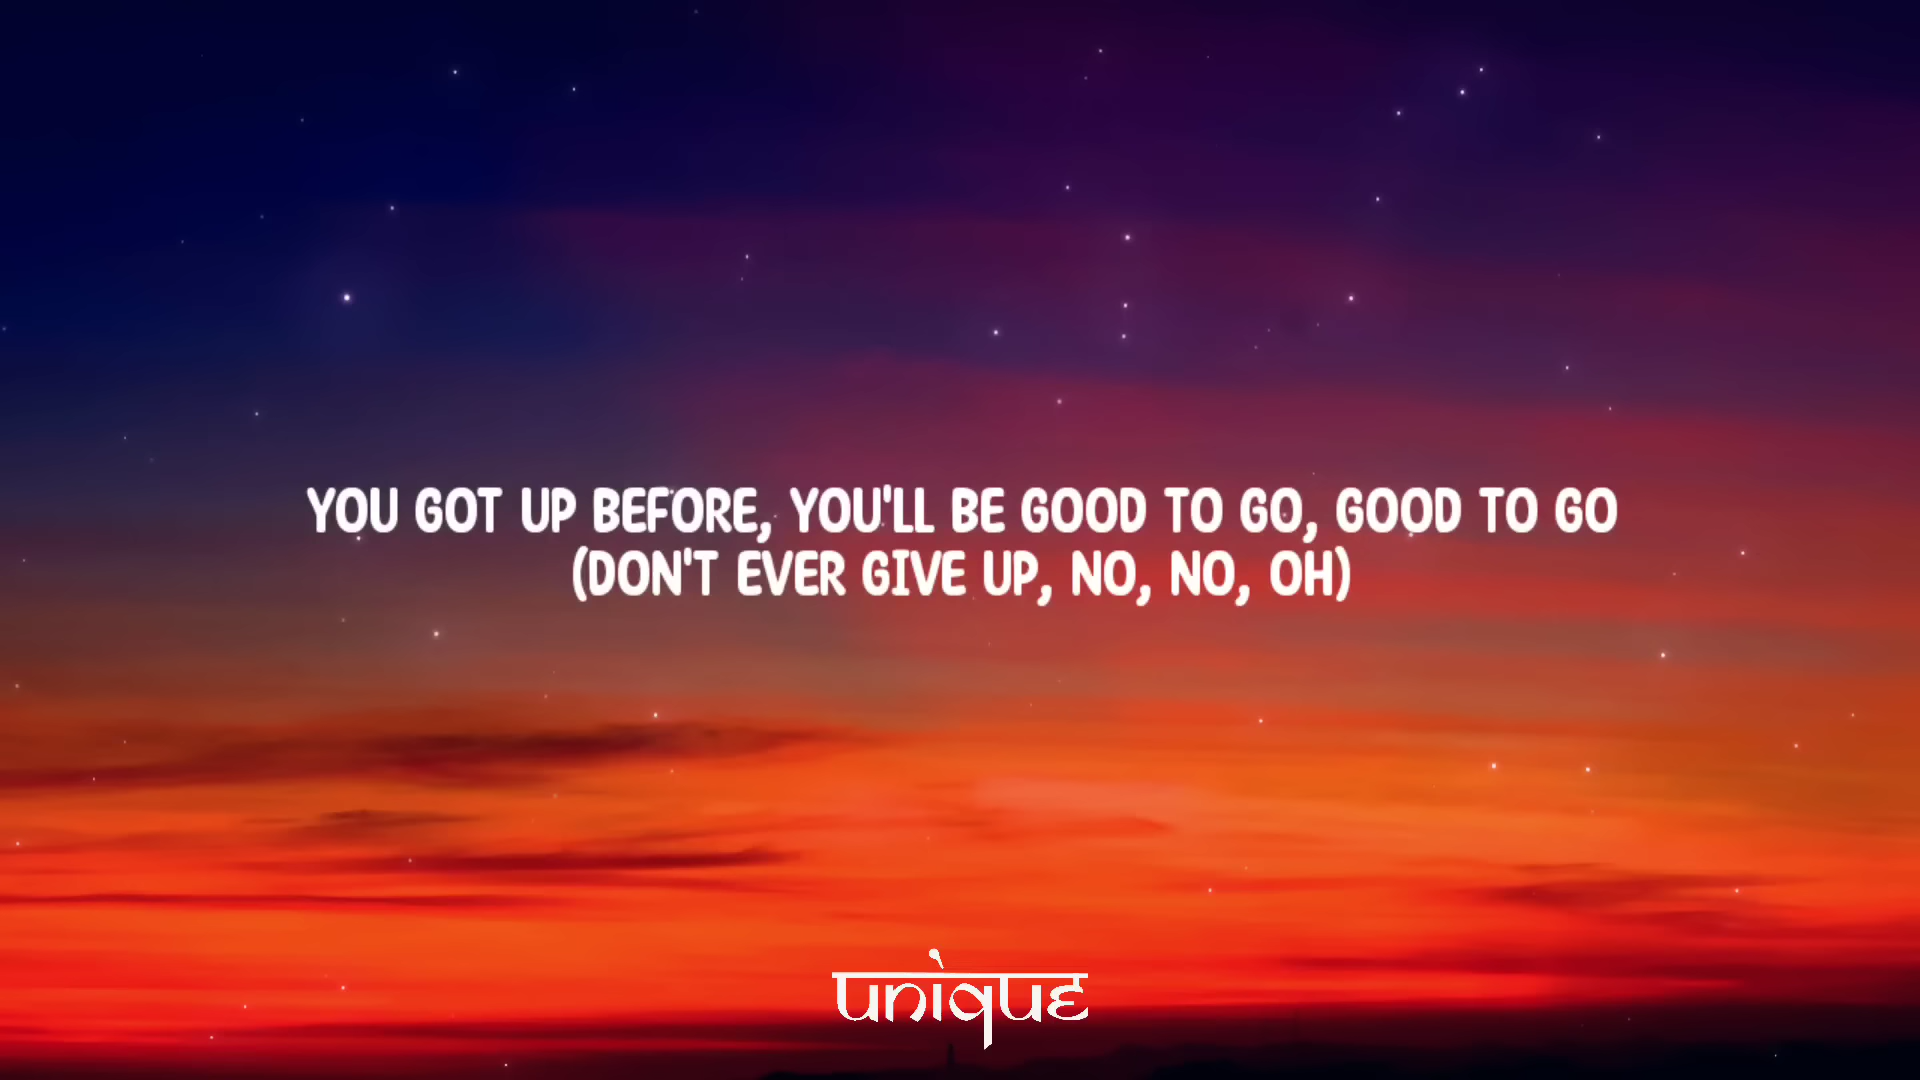 YOU GOT UP BEFORE, YOU'LL BE GOOD TO GO, GOOD TO GO
(DON'T EVER GIVE UP, NO, NO, OH)
unique